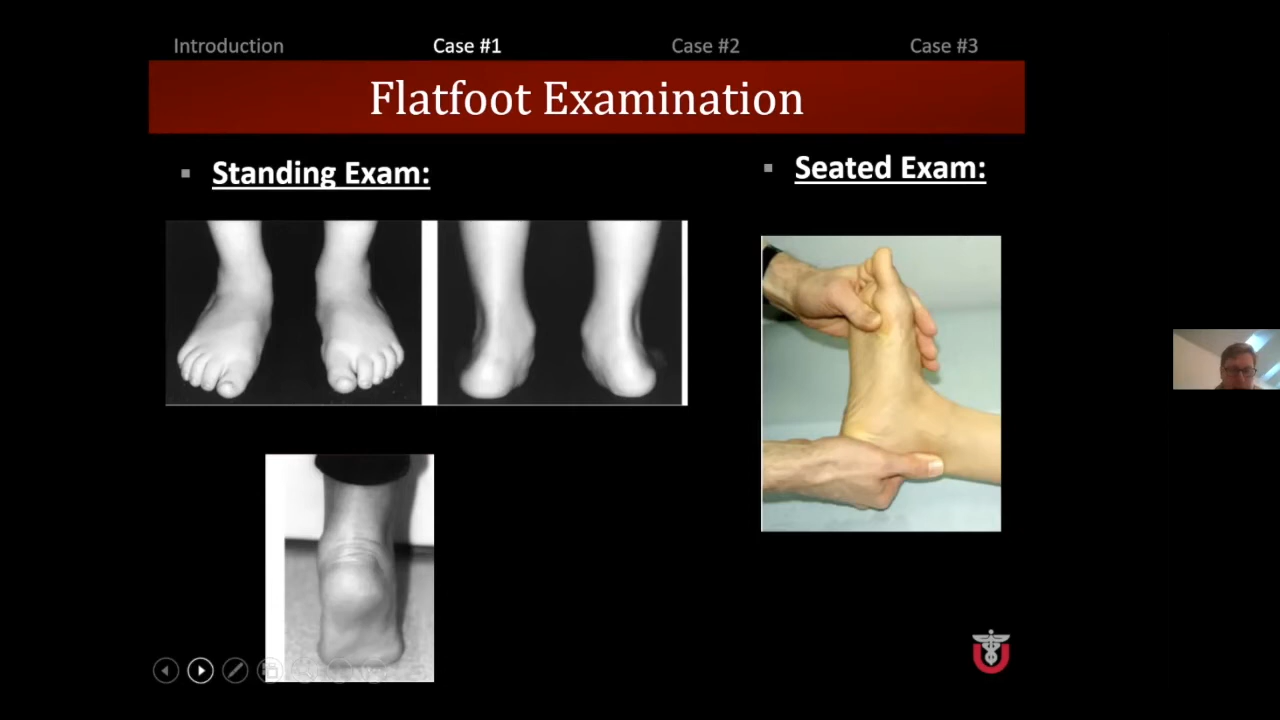 Introduction
Case #1
Case #2
Case #3
Flatfoot Examination
Standing Exam:
Seated Exam: